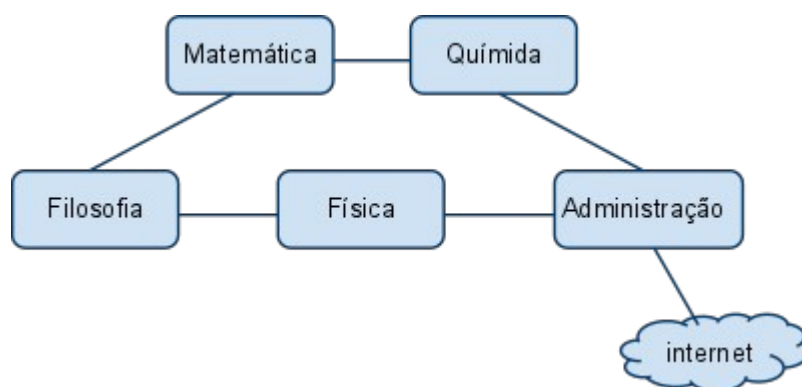 Matemática
Químida
Filosofia
Física
Administração
internet